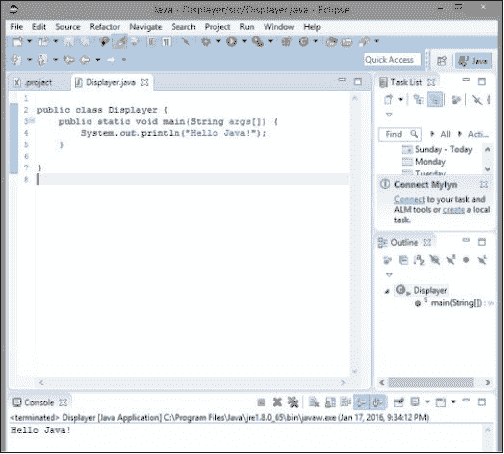 Java - Displayer/src/Displayer.java - Eclipse
File Edit Source Refactor Navigate Search Project Run Window Help
Quick Access
Java
.project
Displayer.java
1
2 public class Displayer {
3 public static void main(String args[]) {
4 System.out.println("Hello Java!");
5 }
6
7 }
8
Task List
Find
All
Acti...
Sunday - Today
Monday
Tuesday
Connect Mylyn
Connect to your task and
ALM tools or create a local
task.
Outline
Displayer
main(String[]) :
Console
<terminated> Displayer [Java Application] C:\Program Files\Java\jre1.8.0_65\bin\javaw.exe (Jan 17, 2016, 9:34:12 PM)
Hello Java!